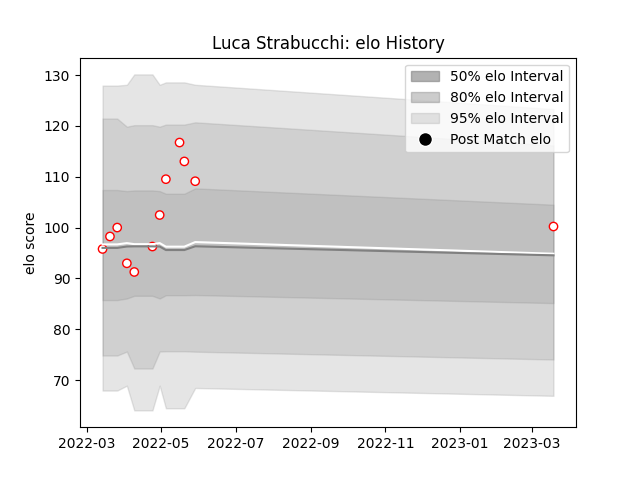 Luca Strabucchi: elo History
130
120
110
100
90
80
70
elo score
50% elo Interval
80% elo Interval
95% elo Interval
Post Match elo
2022-03
2022-05
2022-07
2022-09
2022-11
2023-01
2023-03